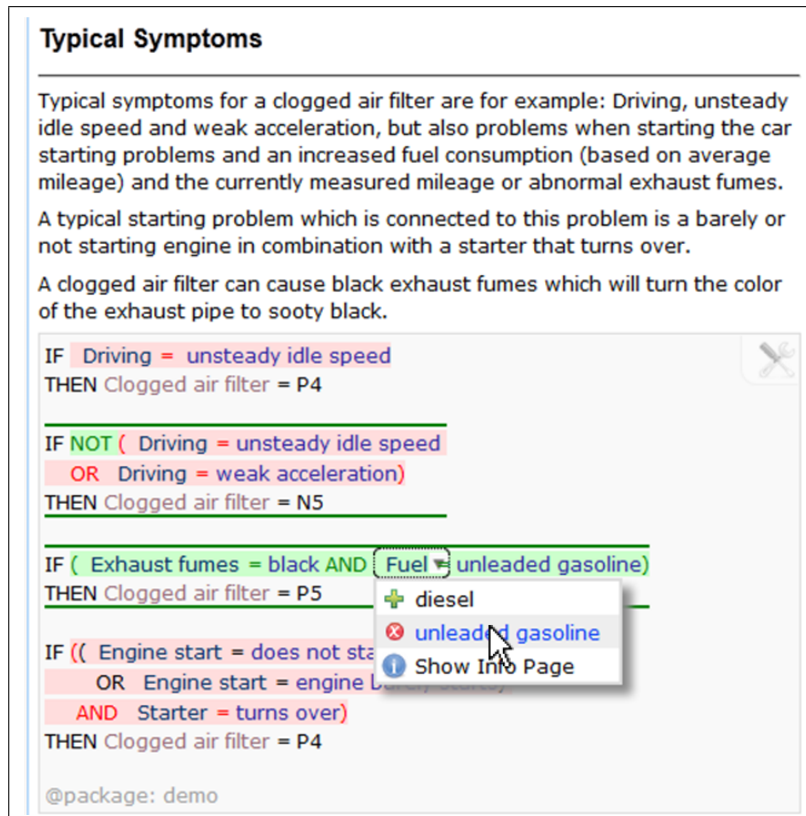 Typical Symptoms
Typical symptoms for a clogged air filter are for example: Driving, unsteady
idle speed and weak acceleration, but also problems when starting the car
starting problems and an increased fuel consumption (based on average
mileage) and the currently measured mileage or abnormal exhaust fumes.
A typical starting problem which is connected to this problem is a barely or
not starting engine in combination with a starter that turns over.
A clogged air filter can cause black exhaust fumes which will turn the color
of the exhaust pipe to sooty black.
IF Driving = unsteady idle speed
THEN Clogged air filter = P4
IF NOT ( Driving = unsteady idle speed
OR Driving = weak acceleration)
THEN Clogged air filter = N5
IF ( Exhaust fumes = black AND Fuel = unleaded gasoline)
THEN Clogged air filter = P5
diesel
unleaded gasoline
Show Info Page
IF (( Engine start = does not sta
OR Engine start = engine
AND Starter = turns over)
THEN Clogged air filter = P4
@package: demo